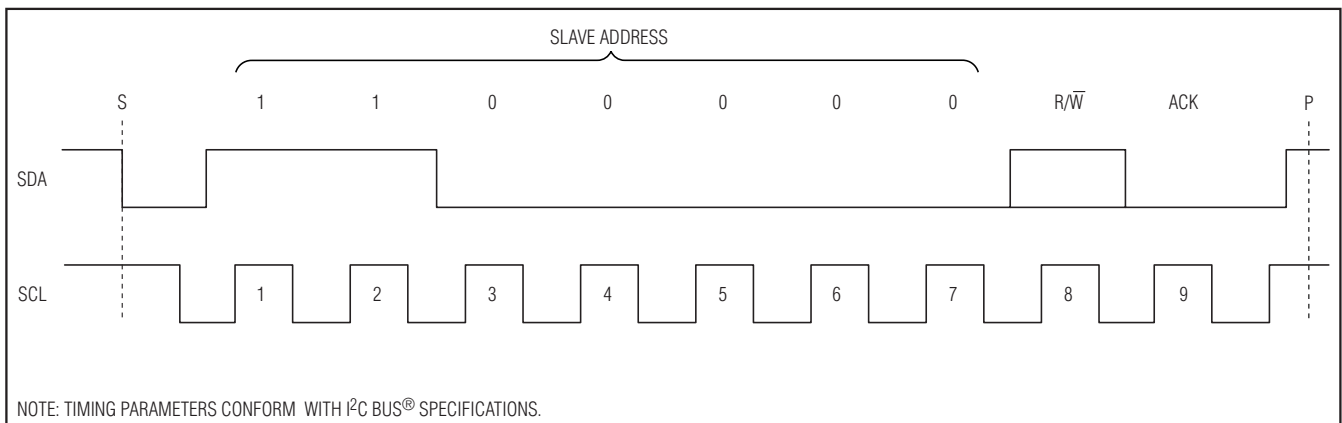 SLAVE ADDRESS
S 1 1 0 0 0 0 0 R/W̅ ACK P
SDA
SCL 1 2 3 4 5 6 7 8 9
NOTE: TIMING PARAMETERS CONFORM WITH I²C BUS® SPECIFICATIONS.